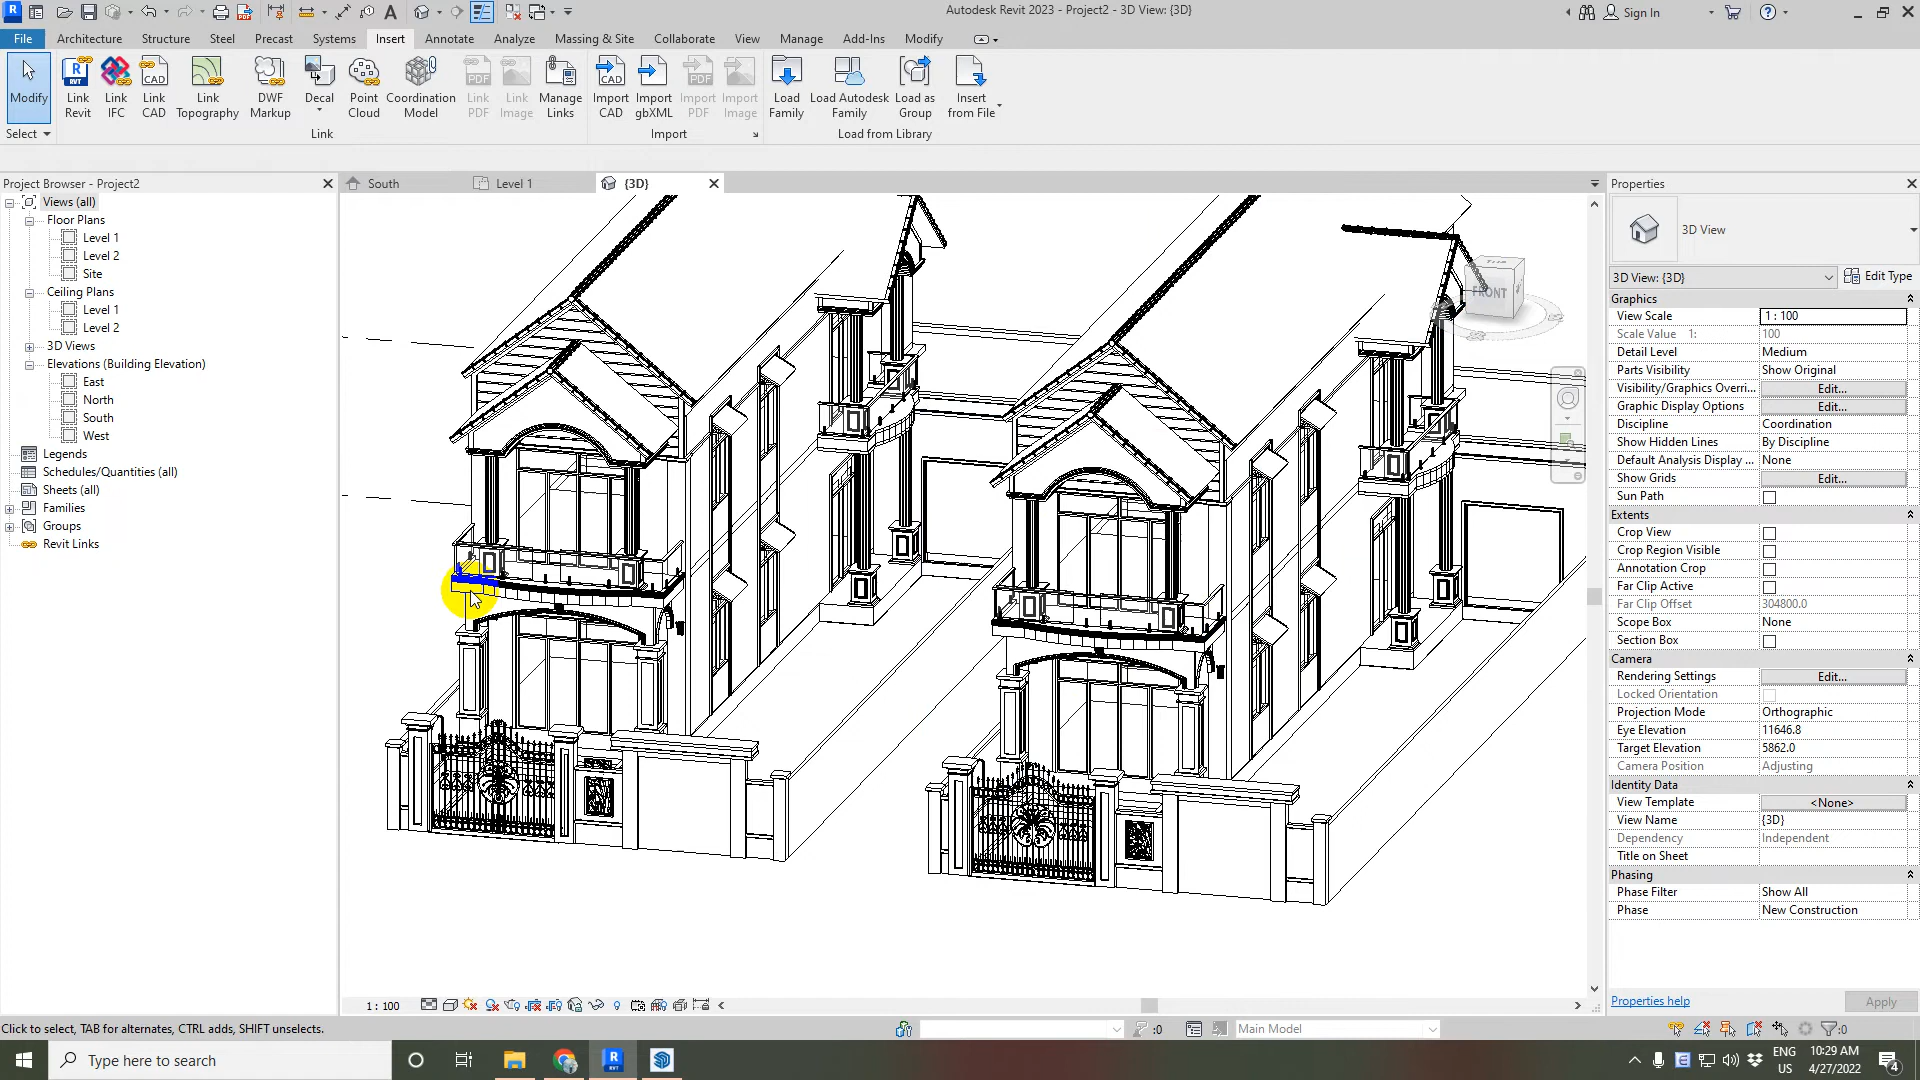 Autodesk Revit 2023 - Project2 - 3D View: {3D}
Sign In
File Architecture Structure Steel Precast Systems Insert Annotate Analyze Massing & Site Collaborate View Manage Add-Ins Modify
Modify
Link Revit
Link IFC
Link CAD
Link Topography
DWF Markup
Decal
Point Cloud
Coordination Model
Link PDF
Link Image
Manage Links
Import CAD
Import gbXML
Import PDF
Import Image
Load Family
Load Autodesk Family
Load as Group
Insert from File
Select
Link
Import
Load from Library
Project Browser - Project2
Views (all)
Floor Plans
Level 1
Level 2
Site
Ceiling Plans
Level 1
Level 2
3D Views
Elevations (Building Elevation)
East
North
South
West
Legends
Schedules/Quantities (all)
Sheets (all)
Families
Groups
Revit Links
South
Level 1
{3D}
FRONT
Properties
3D View
3D View: {3D}
Edit Type
Graphics
View Scale 1 : 100
Scale Value 1: 100
Detail Level Medium
Parts Visibility Show Original
Visibility/Graphics Overri... Edit...
Graphic Display Options Edit...
Discipline Coordination
Show Hidden Lines By Discipline
Default Analysis Display ... None
Show Grids Edit...
Sun Path
Extents
Crop View
Crop Region Visible
Annotation Crop
Far Clip Active
Far Clip Offset 304800.0
Scope Box None
Section Box
Camera
Rendering Settings Edit...
Locked Orientation
Projection Mode Orthographic
Eye Elevation 11646.8
Target Elevation 5862.0
Camera Position Adjusting
Identity Data
View Template <None>
View Name {3D}
Dependency Independent
Title on Sheet
Phasing
Phase Filter Show All
Phase New Construction
Properties help
Apply
1 : 100
Click to select, TAB for alternates, CTRL adds, SHIFT unselects.
:0
Main Model
:0
Type here to search
ENG
US
10:29 AM
4/27/2022
4